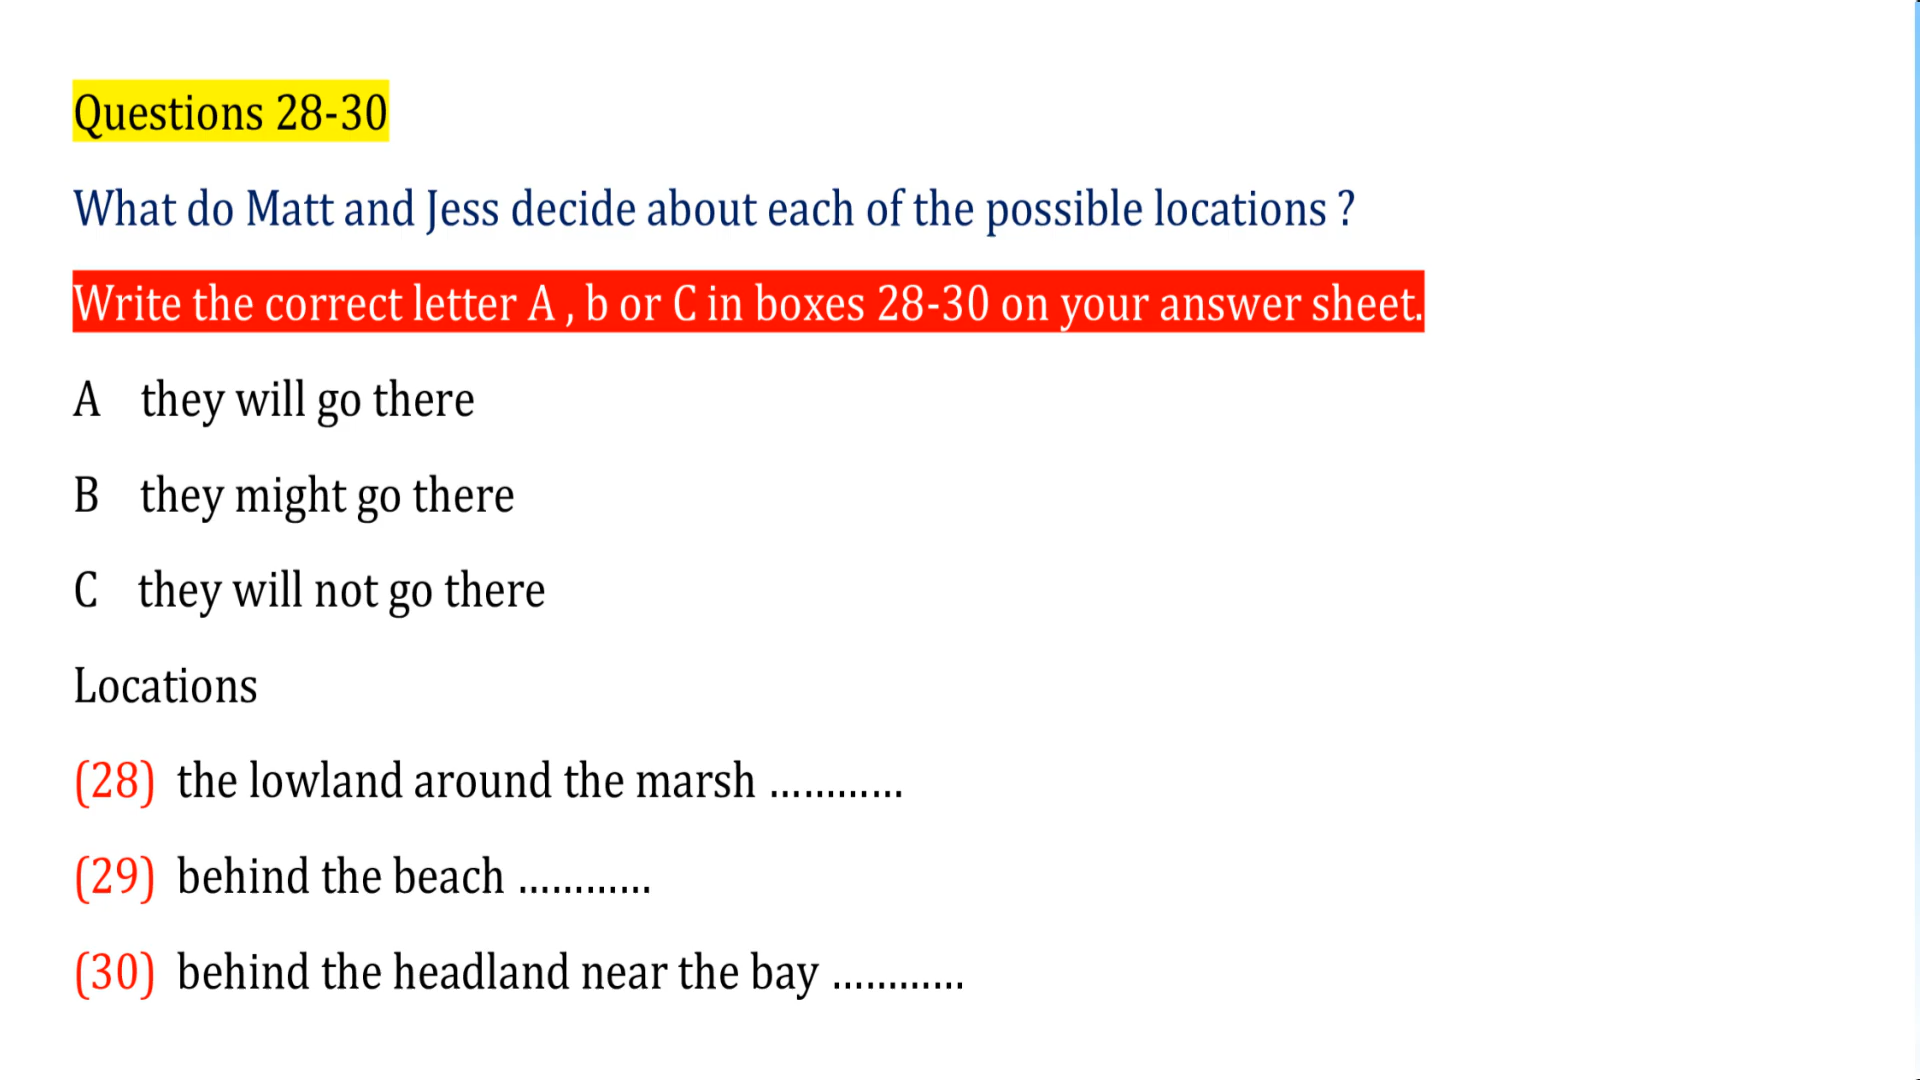 Questions 28-30
What do Matt and Jess decide about each of the possible locations ?
Write the correct letter A , b or C in boxes 28-30 on your answer sheet.
A they will go there
B they might go there
C they will not go there
Locations
(28) the lowland around the marsh ............
(29) behind the beach ............
(30) behind the headland near the bay ............